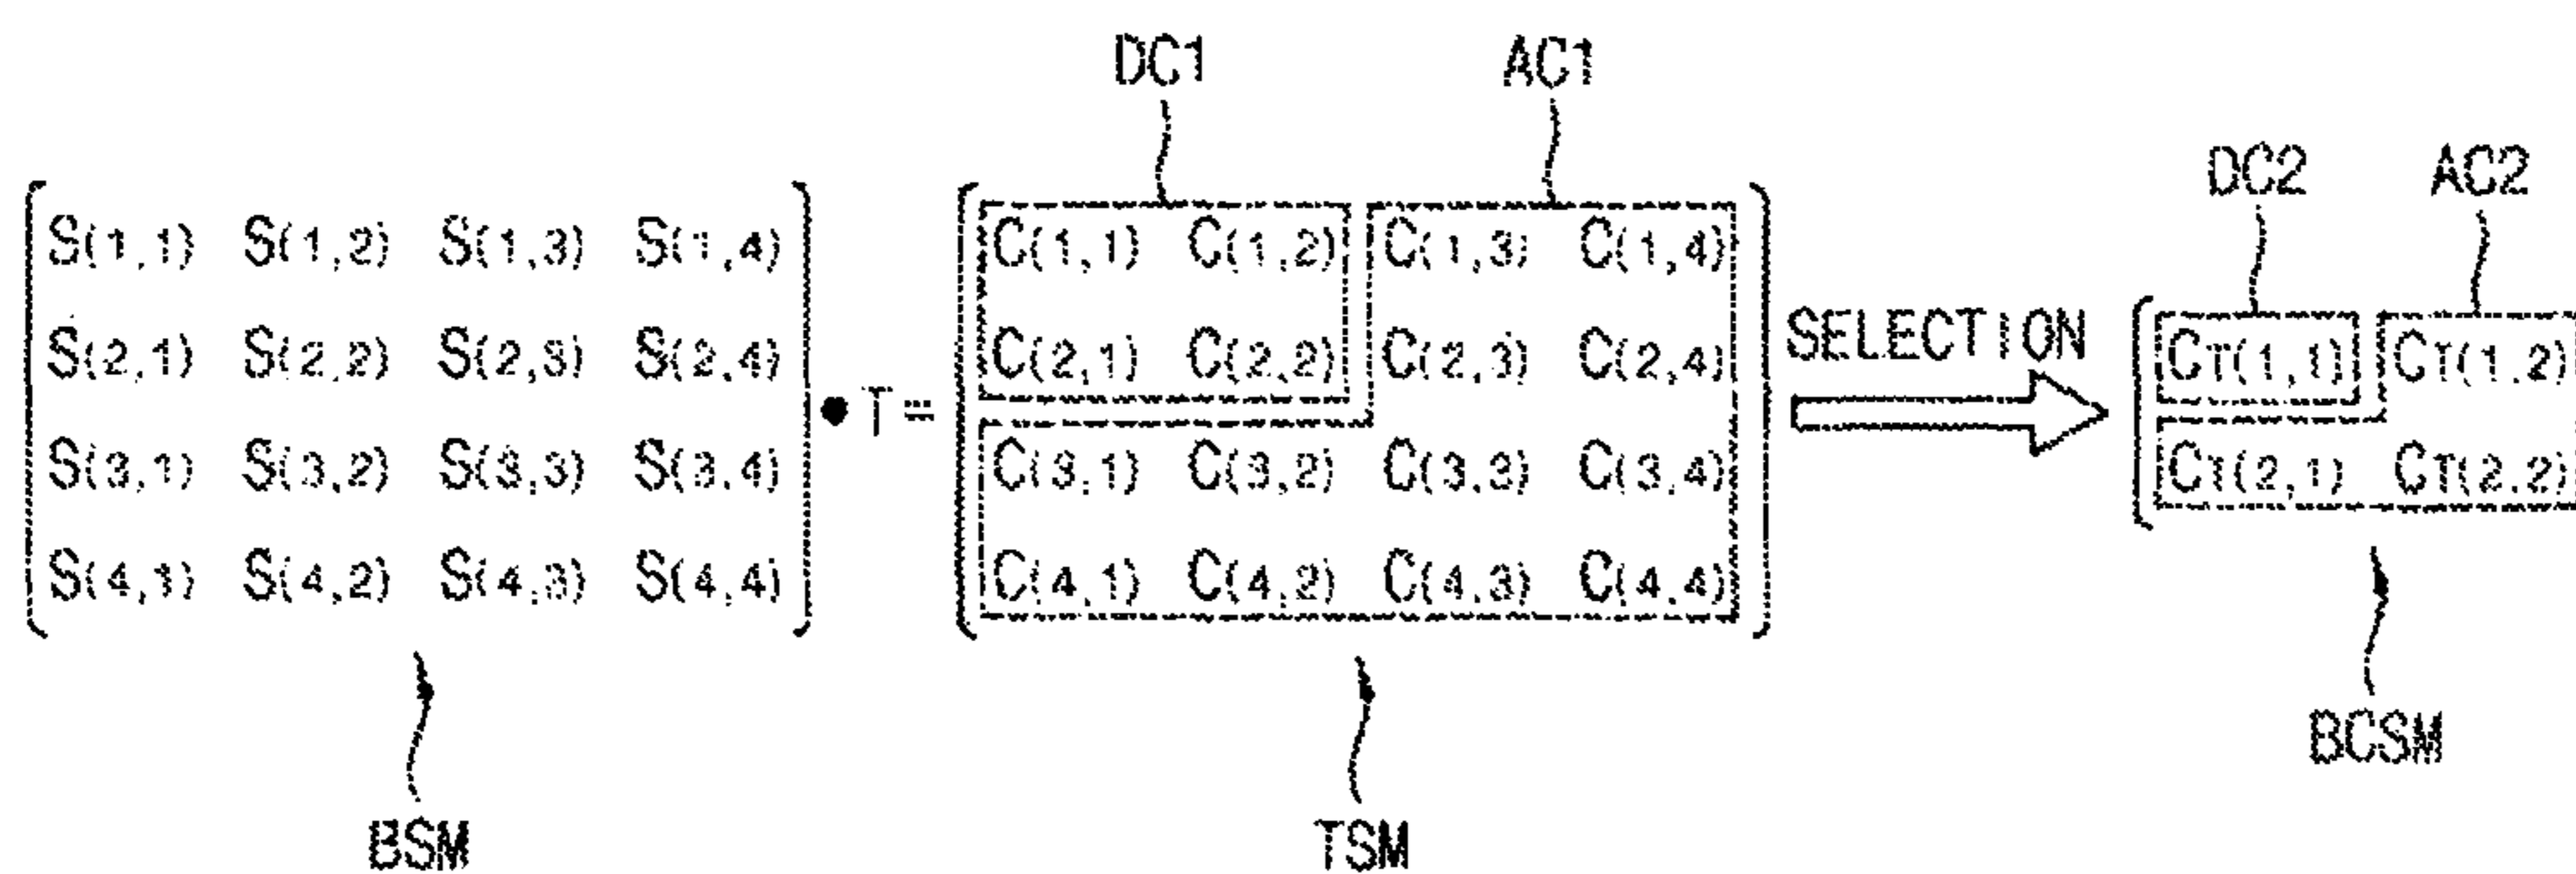 DC1 AC1
DC2 AC2
S(1,1) S(1,2) S(1,3) S(1,4) C(1,1) C(1,2) C(1,3) C(1,4)
SELECTION
S(2,1) S(2,2) S(2,3) S(2,4) C(2,1) C(2,2) C(2,3) C(2,4) CT(1,1) CT(1,2)
• T =
S(3,1) S(3,2) S(3,3) S(3,4) C(3,1) C(3,2) C(3,3) C(3,4) CT(2,1) CT(2,2)
S(4,1) S(4,2) S(4,3) S(4,4) C(4,1) C(4,2) C(4,3) C(4,4)
BCSM
BSM TSM